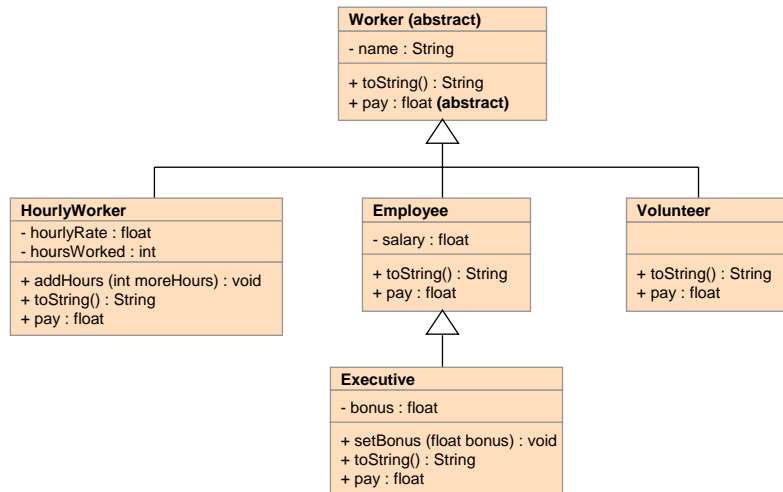 Worker (abstract)
- name : String
+ toString() : String
+ pay : float (abstract)
HourlyWorker
- hourlyRate : float
- hoursWorked : int
+ addHours (int moreHours) : void
+ toString() : String
+ pay : float
Employee
- salary : float
+ toString() : String
+ pay : float
Volunteer
+ toString() : String
+ pay : float
Executive
- bonus : float
+ setBonus (float bonus) : void
+ toString() : String
+ pay : float